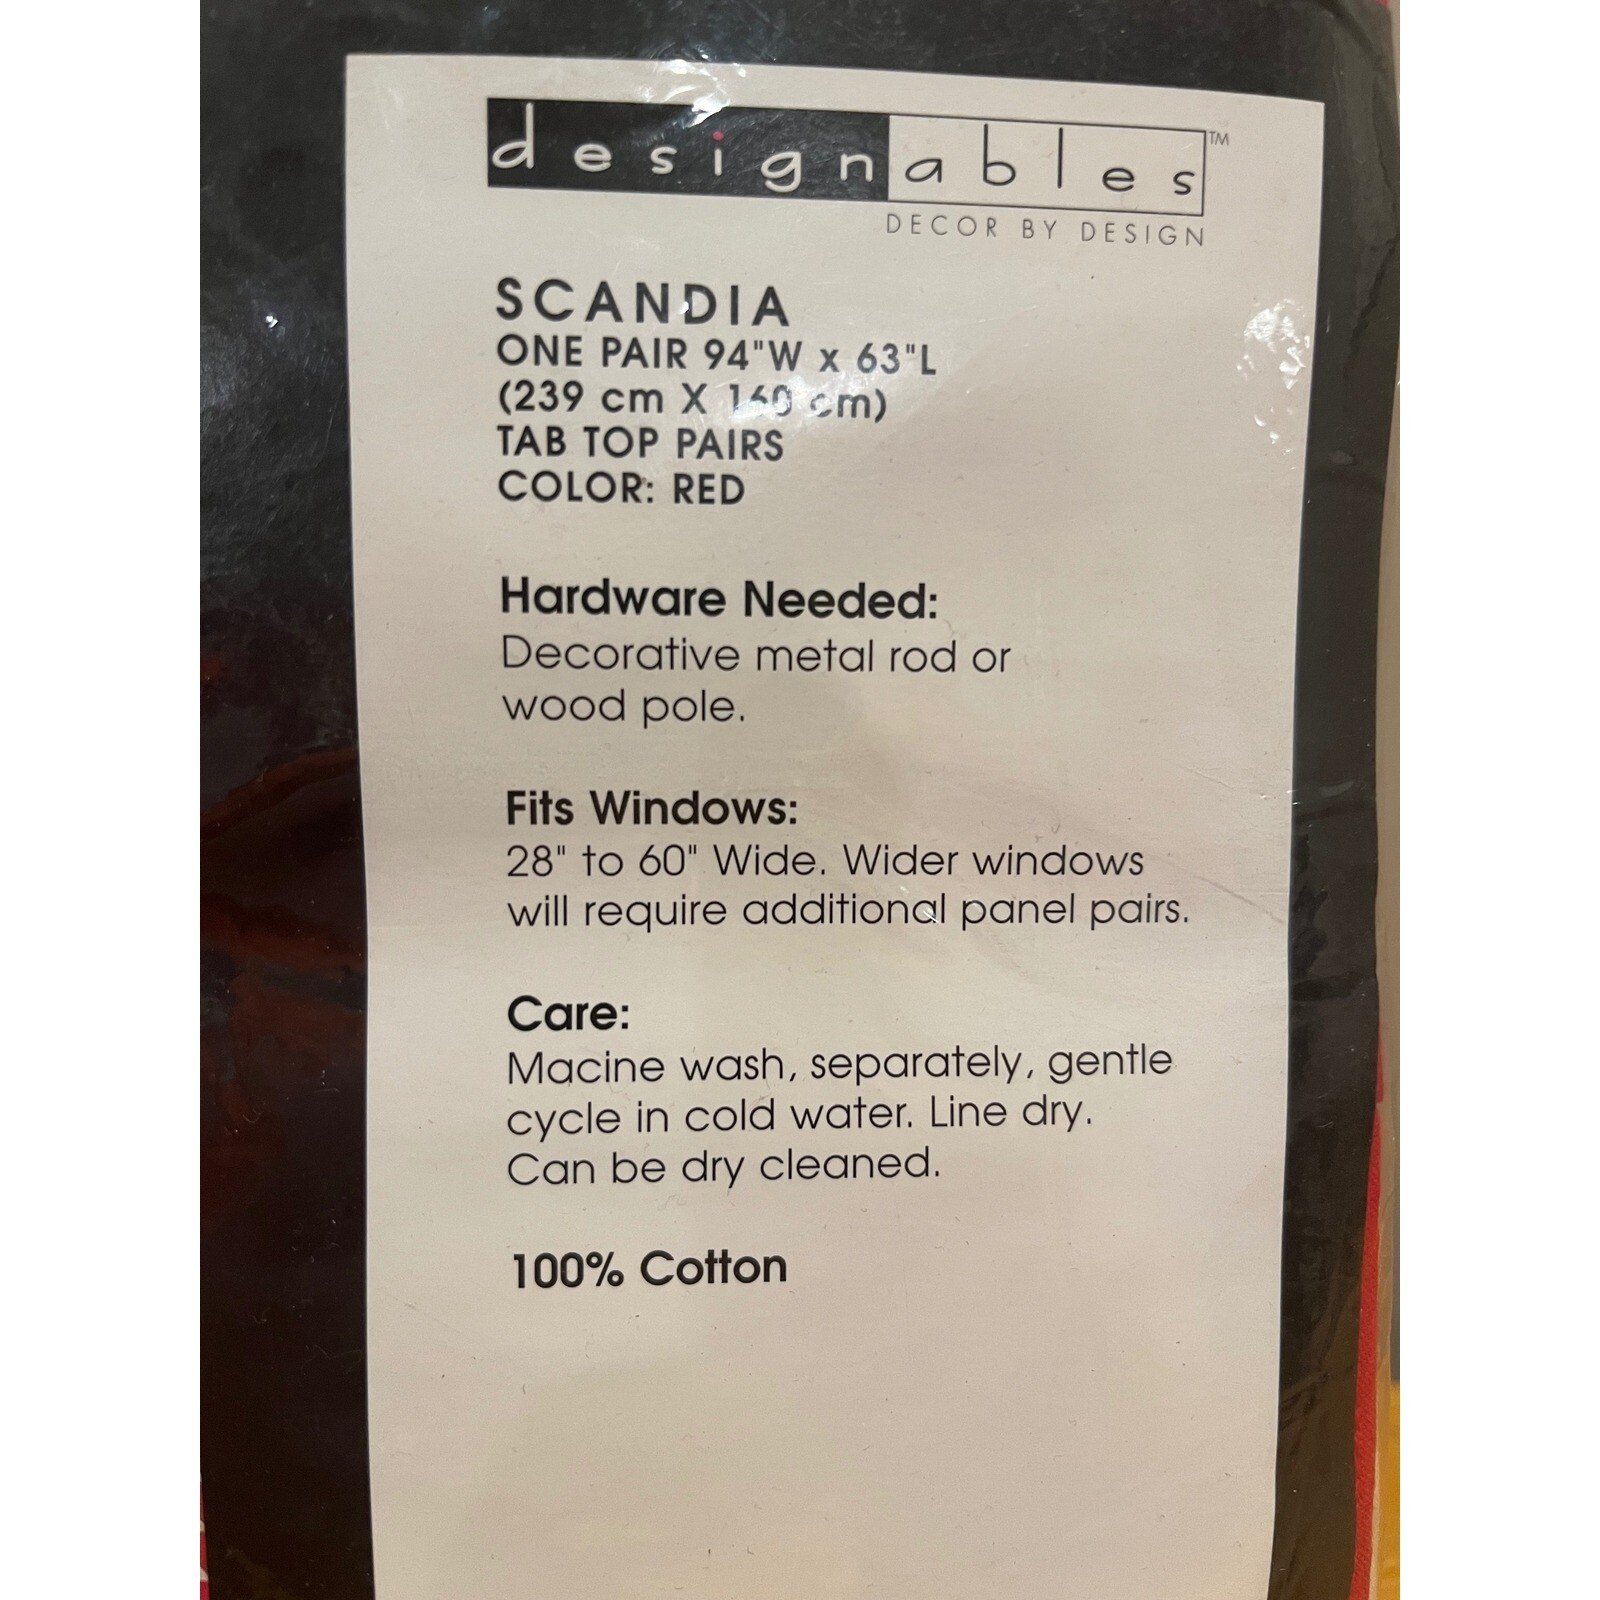 designables™
DECOR BY DESIGN
SCANDIA
ONE PAIR 94"W x 63"L
(239 cm X 160 cm)
TAB TOP PAIRS
COLOR: RED
Hardware Needed:
Decorative metal rod or
wood pole.
Fits Windows:
28" to 60" Wide. Wider windows
will require additional panel pairs.
Care:
Macine wash, separately, gentle
cycle in cold water. Line dry.
Can be dry cleaned.
100% Cotton